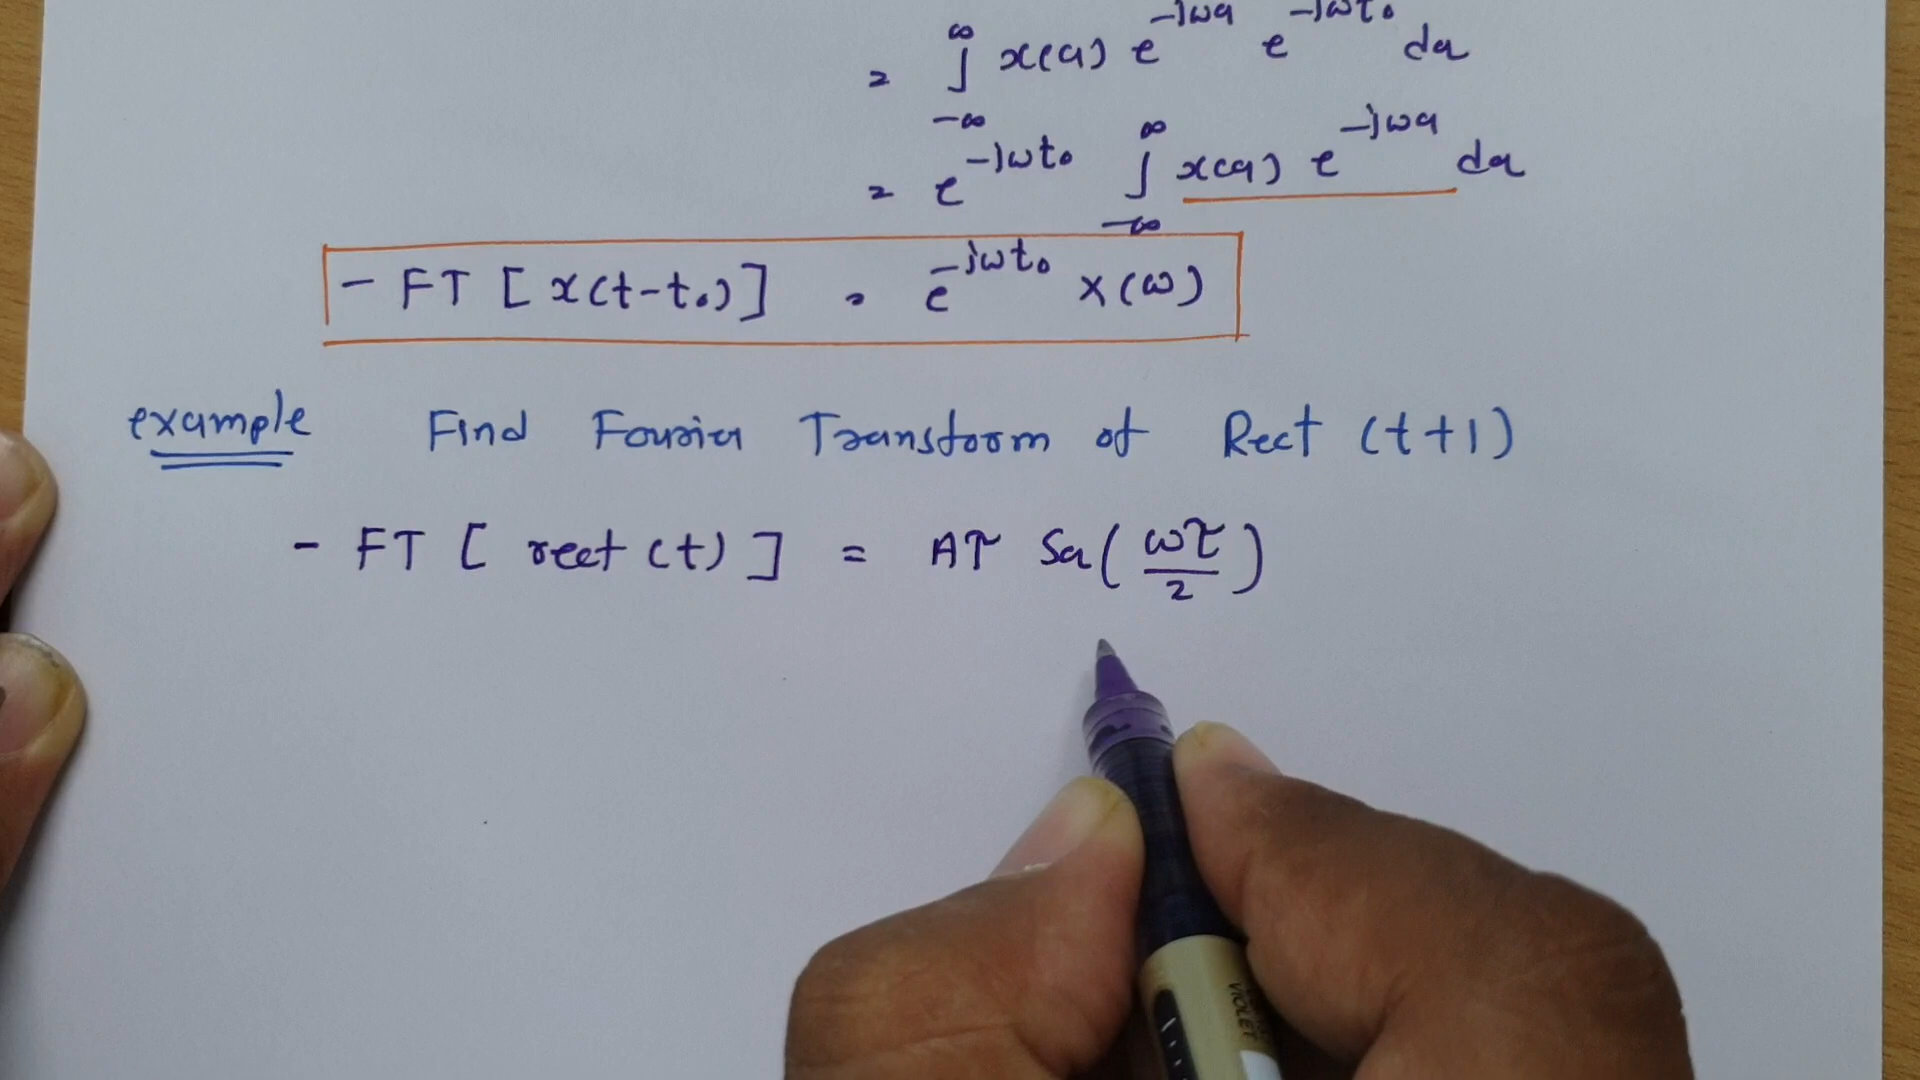 = ∫_{-∞}^{∞} x(a) e^{-jωa} e^{-jωt₀} da
= e^{-jωt₀} ∫_{-∞}^{∞} x(a) e^{-jωa} da
- FT [x(t-t₀)] = e^{-jωt₀} X(ω)
example Find Fourier Transform of Rect (t+1)
- FT [ rect (t) ] = Aτ Sa(ωτ/2)
VIOLET